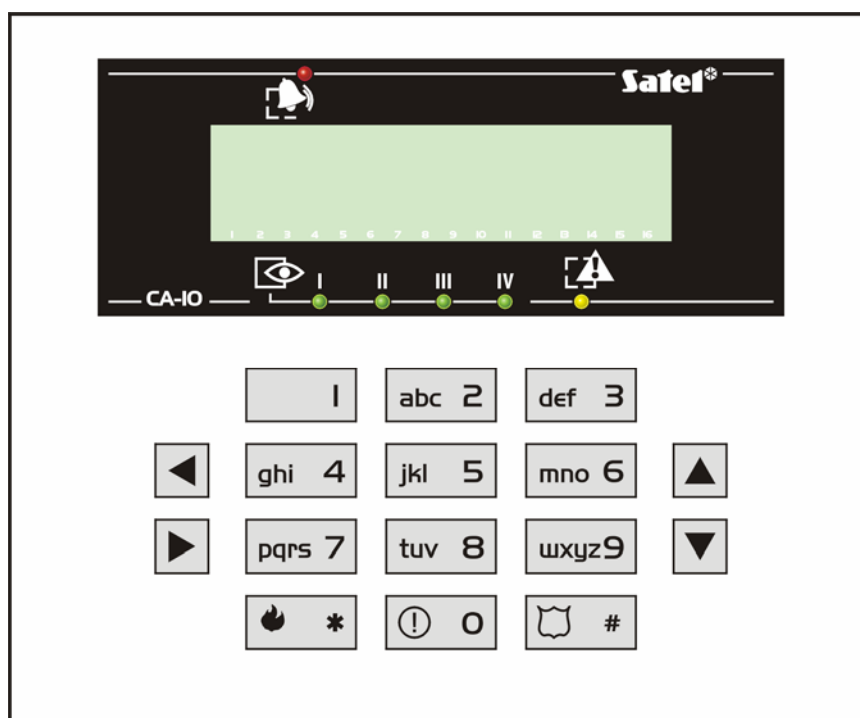 Satel
1 2 3 4 5 6 7 8 9 10 11 12 13 14 15 16
I II III IV
CA-10
1 abc 2 def 3
ghi 4 jkl 5 mno 6
pqrs 7 tuv 8 wxyz 9
* 0 #